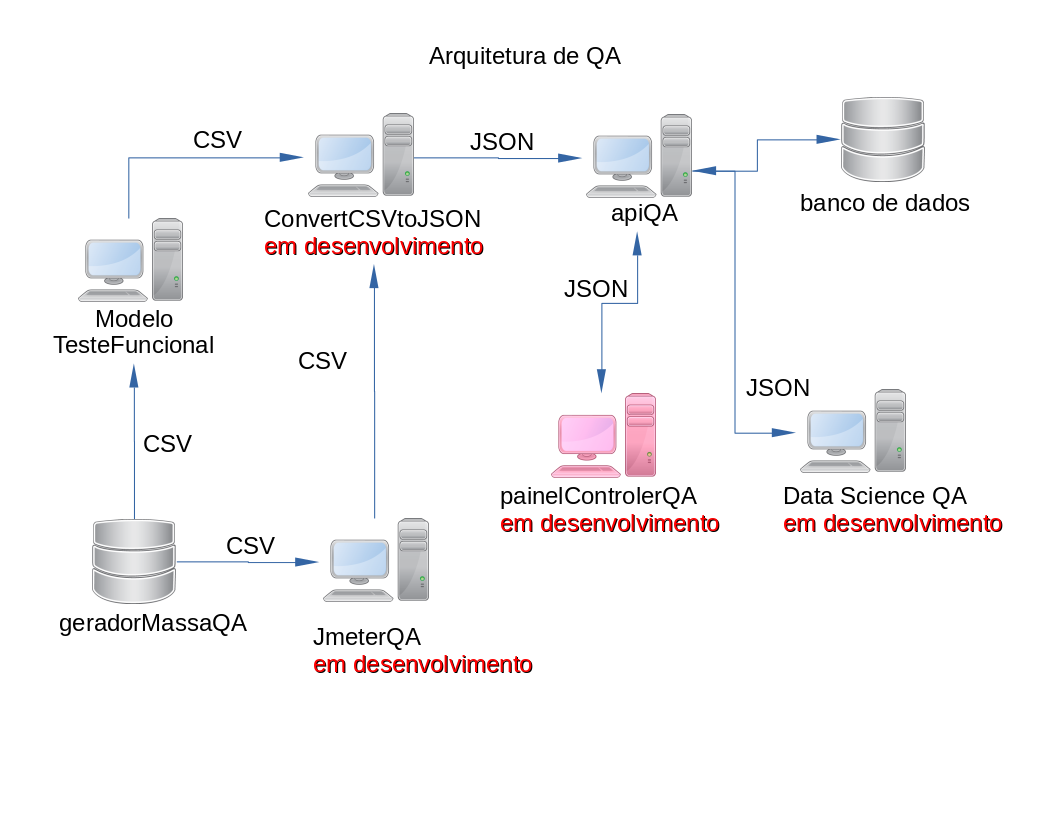 Arquitetura de QA
CSV
JSON
ConvertCSVtoJSON
em desenvolvimento
apiQA
banco de dados
Modelo
TesteFuncional
JSON
CSV
JSON
CSV
painelControlerQA
em desenvolvimento
Data Science QA
em desenvolvimento
CSV
geradorMassaQA
JmeterQA
em desenvolvimento